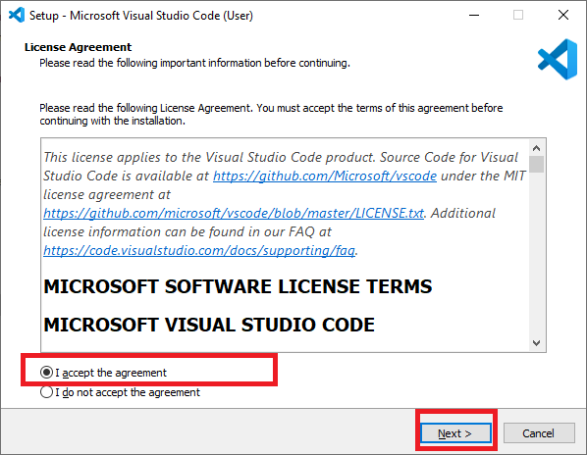 Setup - Microsoft Visual Studio Code (User)
License Agreement
Please read the following important information before continuing.
Please read the following License Agreement. You must accept the terms of this agreement before
continuing with the installation.
This license applies to the Visual Studio Code product. Source Code for Visual
Studio Code is available at https://github.com/Microsoft/vscode under the MIT
license agreement at
https://github.com/microsoft/vscode/blob/master/LICENSE.txt. Additional
license information can be found in our FAQ at
https://code.visualstudio.com/docs/supporting/faq.
MICROSOFT SOFTWARE LICENSE TERMS
MICROSOFT VISUAL STUDIO CODE
I accept the agreement
I do not accept the agreement
Next >
Cancel